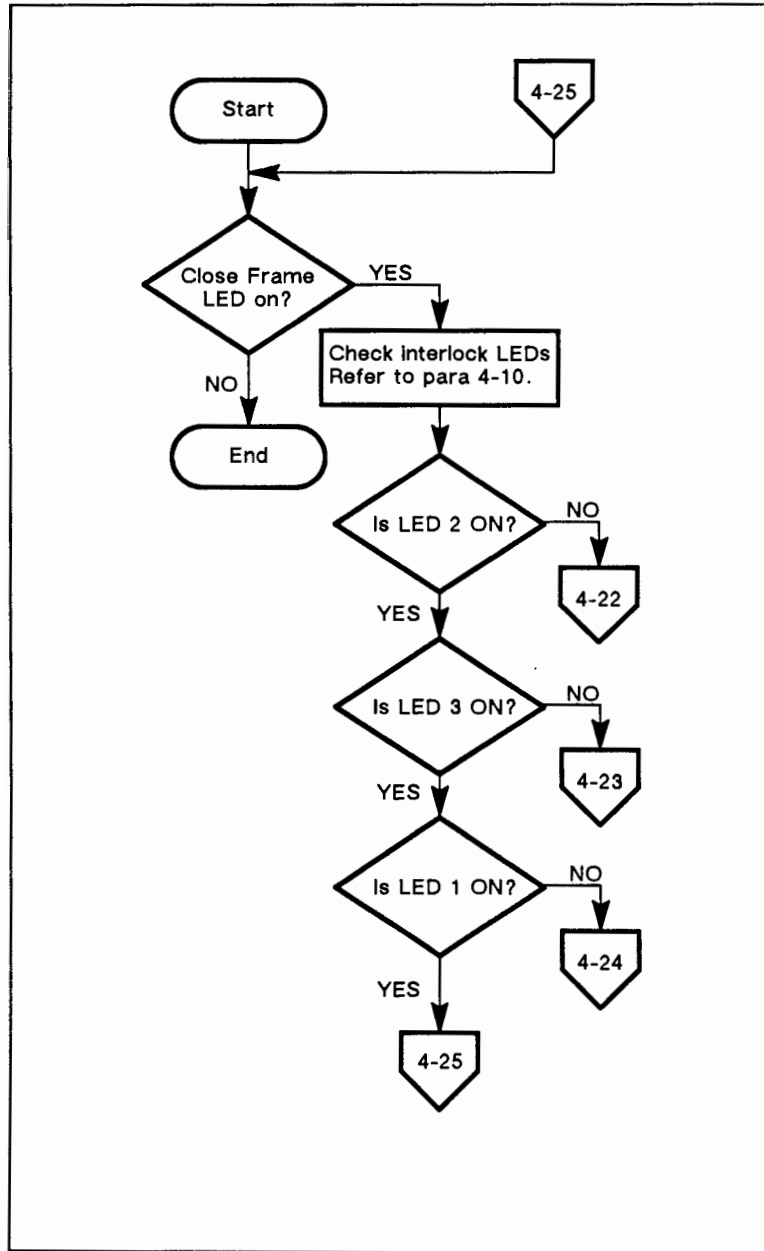 Start
4-25
Close Frame
LED on?
YES
NO
End
Check interlock LEDs
Refer to para 4-10.
Is LED 2 ON?
NO
4-22
YES
Is LED 3 ON?
NO
4-23
YES
Is LED 1 ON?
NO
4-24
YES
4-25